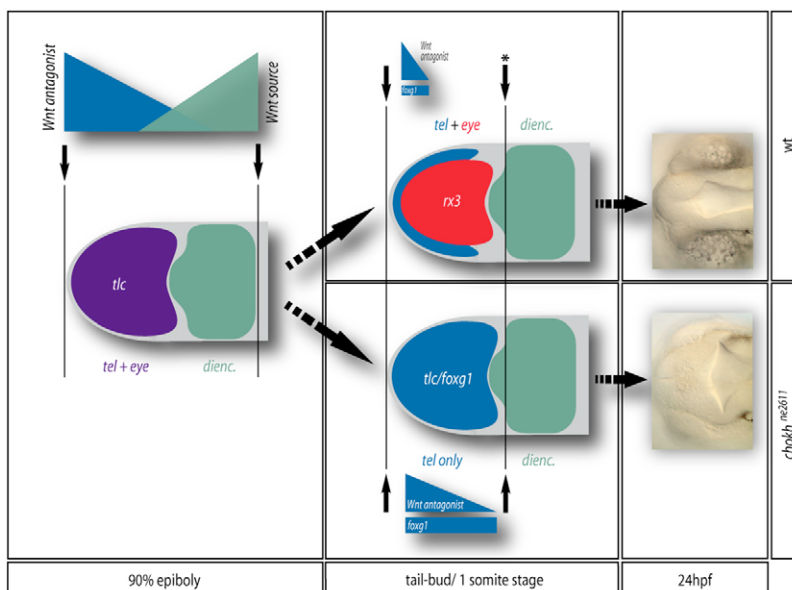 Wnt antagonist
Wnt source
tlc
tel + eye
dienc.
90% epiboly
Wnt
antagonist
foxg1
*
tel + eye
dienc.
rx3
tlc/foxg1
tel only
dienc.
Wnt antagonist
foxg1
tail-bud/ 1 somite stage
24hpf
wt
chokh ne2611